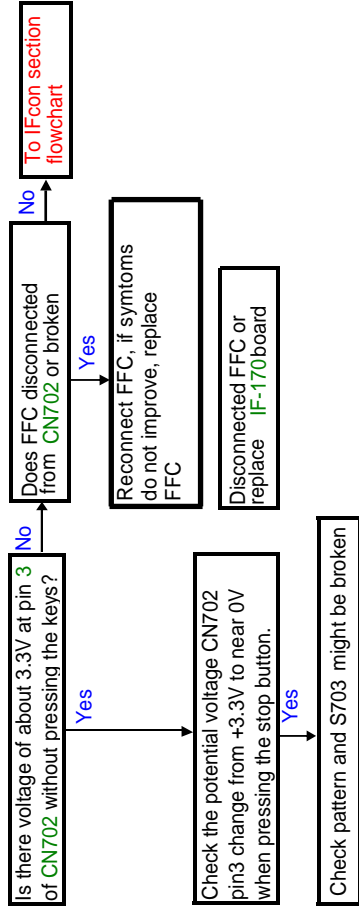 Is there voltage of about 3.3V at pin 3
of CN702 without pressing the keys?
No
Does FFC disconnected
from CN702 or broken
No
To IFcon section
flowchart
Yes
Yes
Reconnect FFC, if symtoms
do not improve, replace
FFC
Check the potential voltage CN702
pin3 change from +3.3V to near 0V
when pressing the stop button.
Disconnected FFC or
replace IF-170 board
Yes
Check pattern and S703 might be broken